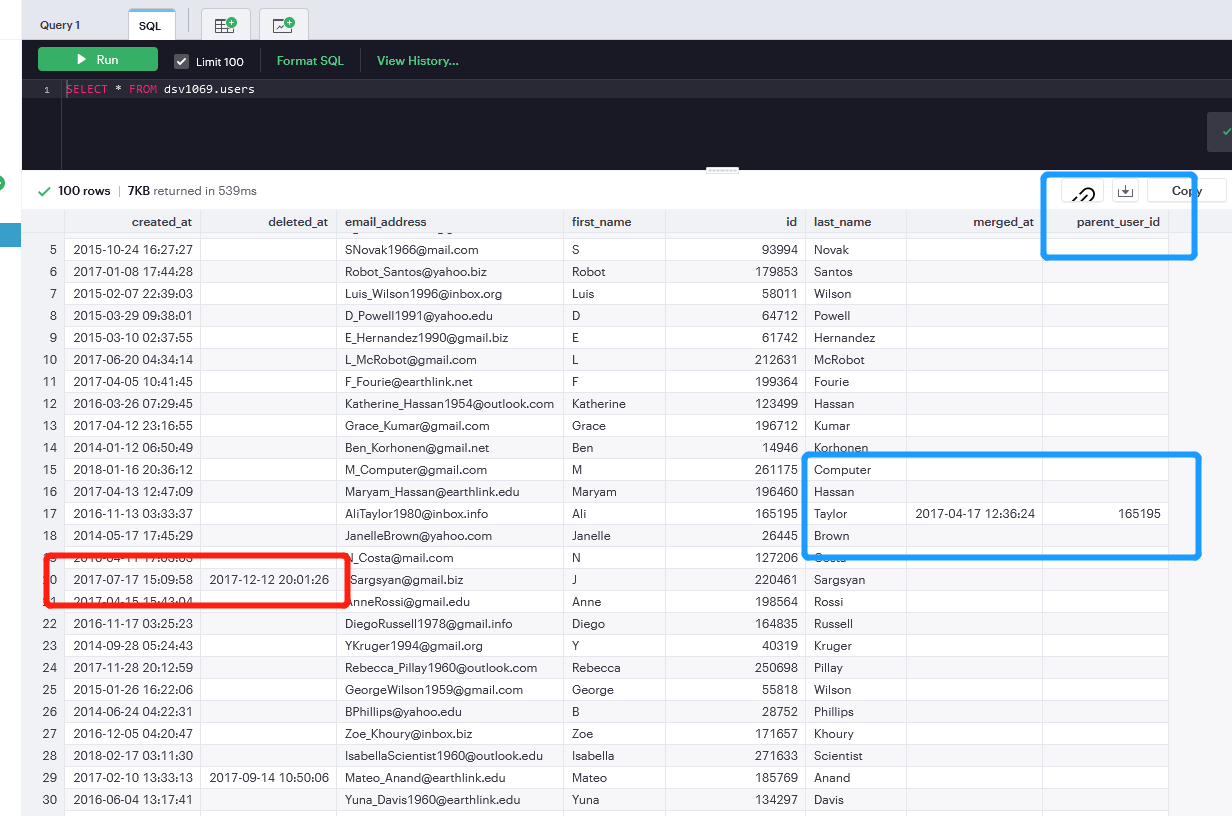 Query 1 SQL
Run Limit 100 Format SQL View History...
1 SELECT * FROM dsv1069.users
100 rows | 7KB returned in 539ms Copy
created_at deleted_at email_address first_name id last_name merged_at parent_user_id
5 2015-10-24 16:27:27 SNovak1966@mail.com S 93994 Novak
6 2017-01-08 17:44:28 Robot_Santos@yahoo.biz Robot 179853 Santos
7 2015-02-07 22:39:03 Luis_Wilson1996@inbox.org Luis 58011 Wilson
8 2015-03-29 09:38:01 D_Powell1991@yahoo.edu D 64712 Powell
9 2015-03-10 02:37:55 E_Hernandez1990@gmail.biz E 61742 Hernandez
10 2017-06-20 04:34:14 L_McRobot@gmail.com L 212631 McRobot
11 2017-04-05 10:41:45 F_Fourie@earthlink.net F 199364 Fourie
12 2016-03-26 07:29:45 Katherine_Hassan1954@outlook.com Katherine 123499 Hassan
13 2017-04-12 23:16:55 Grace_Kumar@gmail.com Grace 196712 Kumar
14 2014-01-12 06:50:49 Ben_Korhonen@gmail.net Ben 14946 Korhonen
15 2018-01-16 20:36:12 M_Computer@gmail.com M 261175 Computer
16 2017-04-13 12:47:09 Maryam_Hassan@earthlink.edu Maryam 196460 Hassan
17 2016-11-13 03:33:37 AliTaylor1980@inbox.info Ali 165195 Taylor 2017-04-17 12:36:24 165195
18 2014-05-17 17:45:29 JanelleBrown@yahoo.com Janelle 26445 Brown
N_Costa@mail.com N 127206 Costa
2017-07-17 15:09:58 2017-12-12 20:01:26 Sargsyan@gmail.biz J 220461 Sargsyan
21 2017-04-15 15:43:04 AnneRossi@gmail.edu Anne 198564 Rossi
22 2016-11-17 03:25:23 DiegoRussell1978@gmail.info Diego 164835 Russell
23 2014-09-28 05:24:43 YKruger1994@gmail.org Y 40319 Kruger
24 2017-11-28 20:12:59 Rebecca_Pillay1960@outlook.com Rebecca 250698 Pillay
25 2015-01-26 16:22:06 GeorgeWilson1959@gmail.com George 55818 Wilson
26 2014-06-24 04:22:31 BPhillips@yahoo.edu B 28752 Phillips
27 2016-12-05 04:20:47 Zoe_Khoury@inbox.biz Zoe 171657 Khoury
28 2018-02-17 03:11:30 IsabellaScientist1960@outlook.edu Isabella 271633 Scientist
29 2017-02-10 13:33:13 2017-09-14 10:50:06 Mateo_Anand@earthlink.edu Mateo 185769 Anand
30 2016-06-04 13:17:41 Yuna_Davis1960@earthlink.edu Yuna 134297 Davis